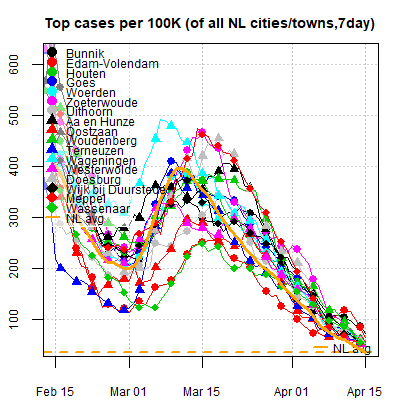 Top cases per 100K (of all NL cities/towns,7day)
600
500
400
300
200
100
Bunnik
Edam-Volendam
Houten
Goes
Woerden
Zoeterwoude
Uithoorn
Aa en Hunze
Oostzaan
Woudenberg
Terneuzen
Wageningen
Westerwolde
Doesburg
Wijk bij Duurstede
Meppel
Wassenaar
NL avg
NL avg
Feb 15
Mar 01
Mar 15
Apr 01
Apr 15